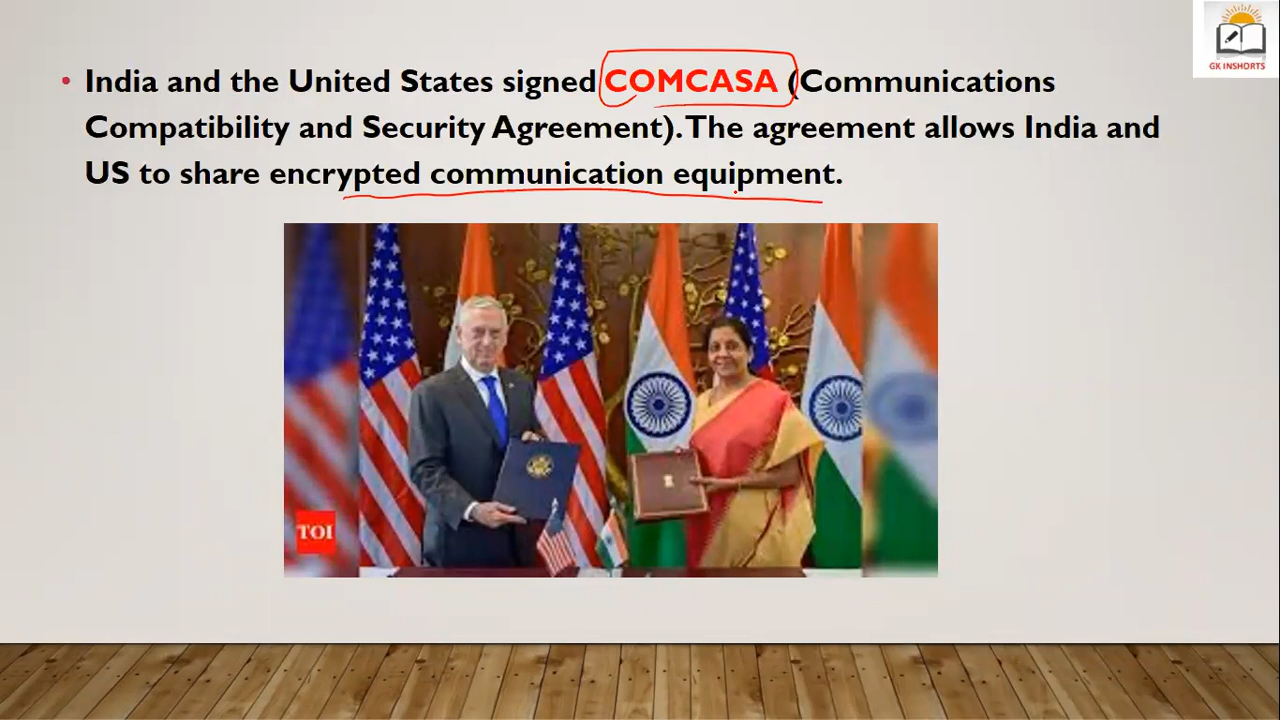 • India and the United States signed COMCASA (Communications
Compatibility and Security Agreement). The agreement allows India and
US to share encrypted communication equipment.
GK INSHORTS
TOI